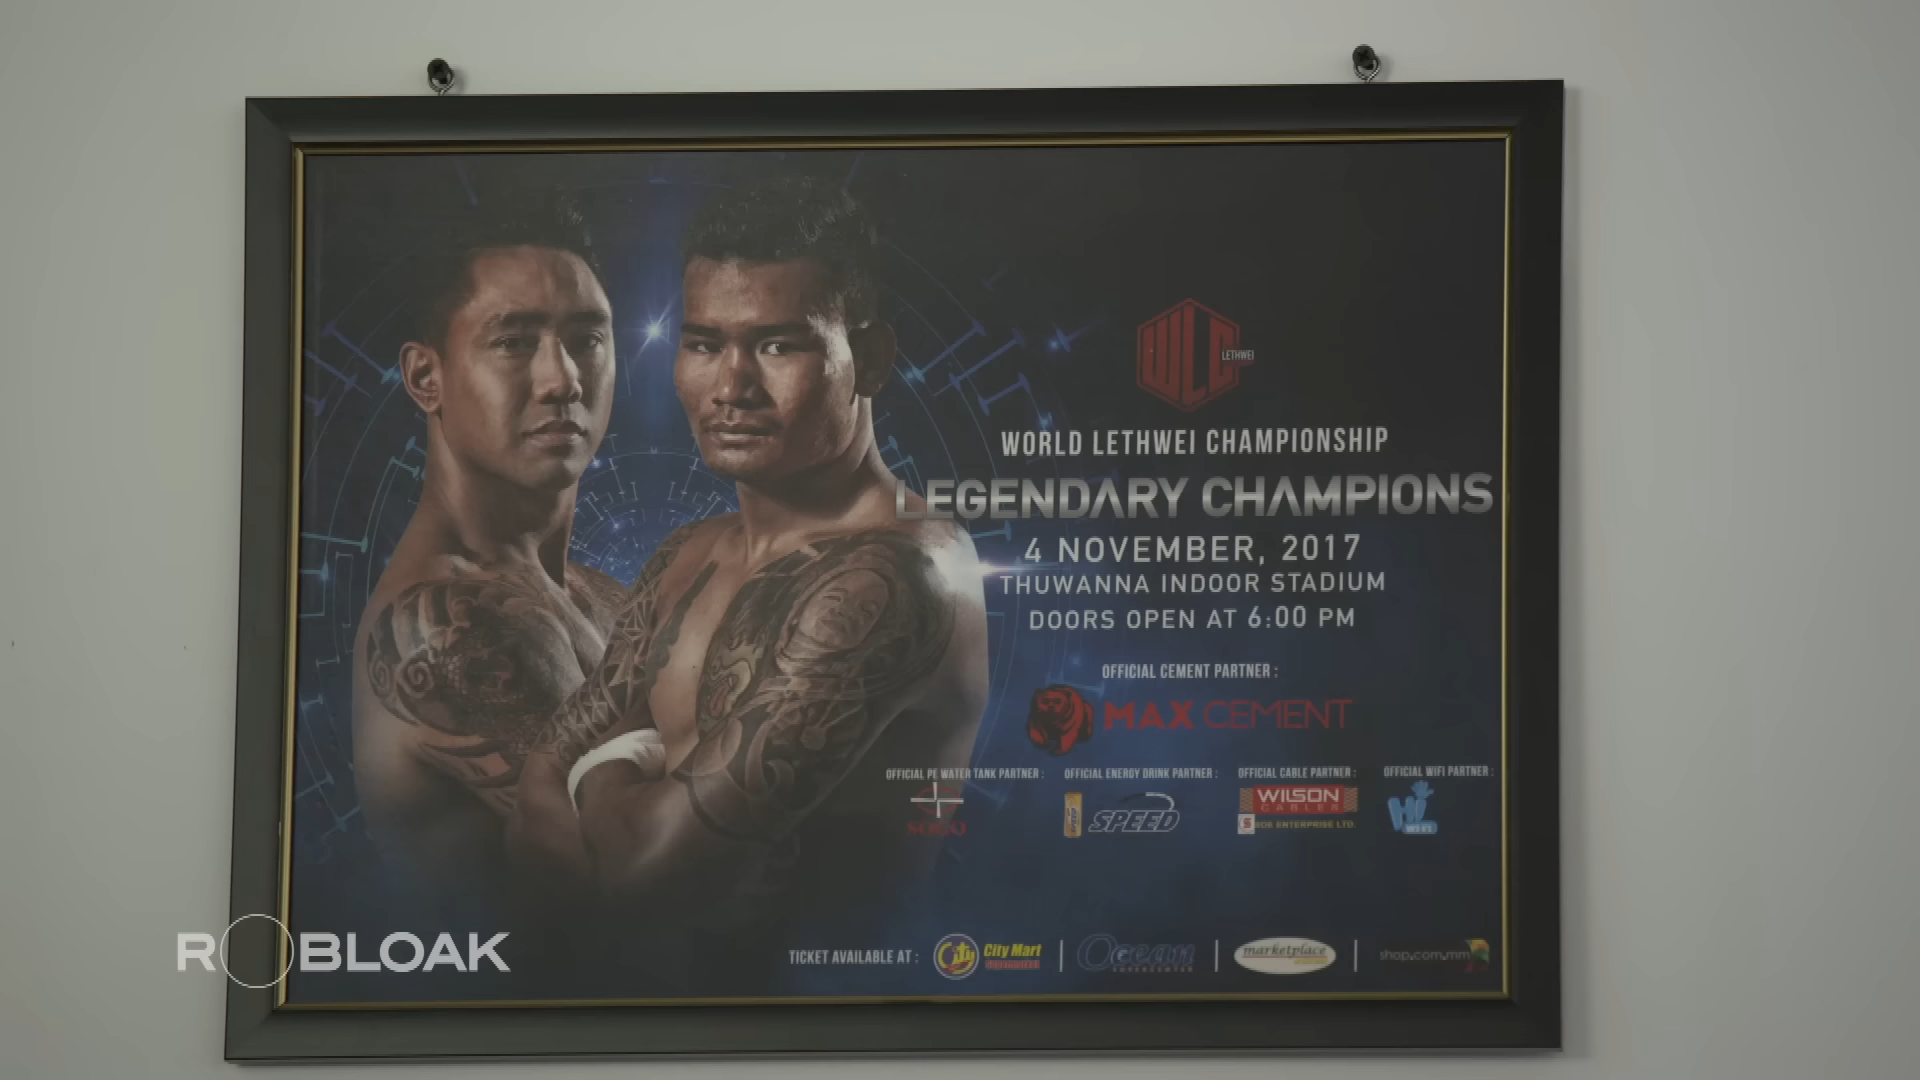 WLC
LETHWEI
WORLD LETHWEI CHAMPIONSHIP
LEGENDARY CHAMPIONS
4 NOVEMBER, 2017
THUWANNA INDOOR STADIUM
DOORS OPEN AT 6:00 PM
OFFICIAL CEMENT PARTNER :
MAX CEMENT
OFFICIAL PE WATER TANK PARTNER : OFFICIAL ENERGY DRINK PARTNER : OFFICIAL CABLE PARTNER : OFFICIAL WIFI PARTNER :
SPEED WILSON
CABLES
ENTERPRISE LTD.
ROBLOAK
TICKET AVAILABLE AT : City Mart Ocean marketplace shop.com.mm
SUPERCENTER